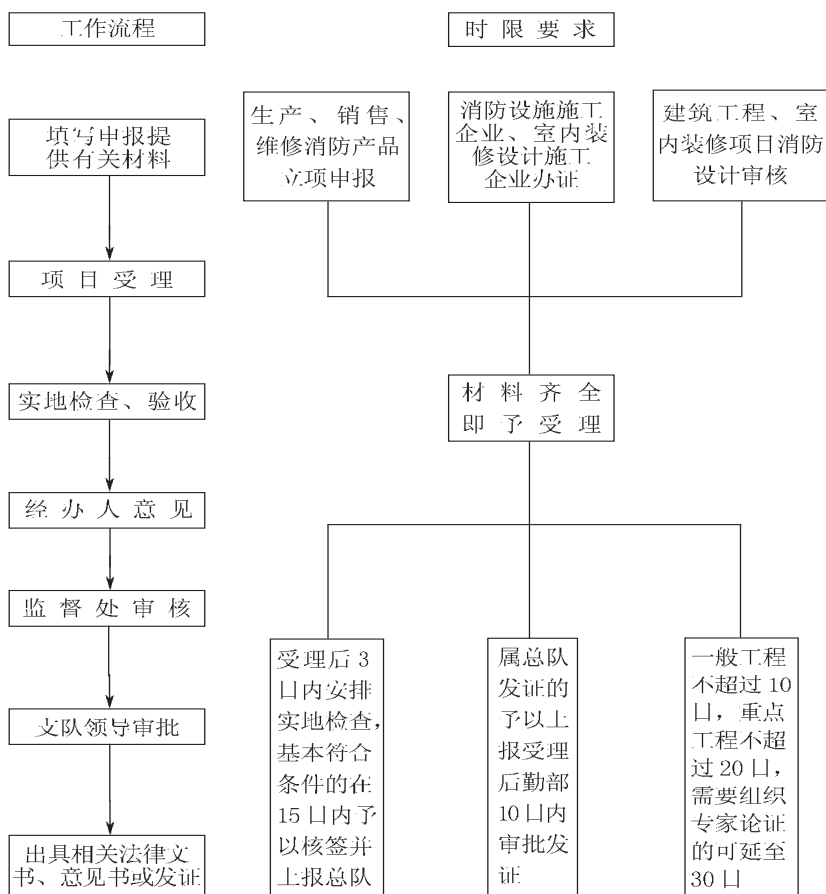 工作流程
填写申报提
供有关材料
项目受理
实地检查、验收
经办人意见
监督处审核
支队领导审批
出具相关法律文
书、意见书或发证
时限要求
生产、销售、
维修消防产品
立项申报
消防设施施工
企业、室内装
修设计施工
企业办证
建筑工程、室
内装修项目消防
设计审核
材料齐全
即予受理
受理后3
日内安排
实地检查,
基本符合
条件的在
15日内予
以核签并
上报总队
属总队
发证的
予以上
报受理
后勤部
10日内
审批发
证
一般工程
不超过10
日,重点
工程不超
过20日,
需要组织
专家论证
的可延至
30日